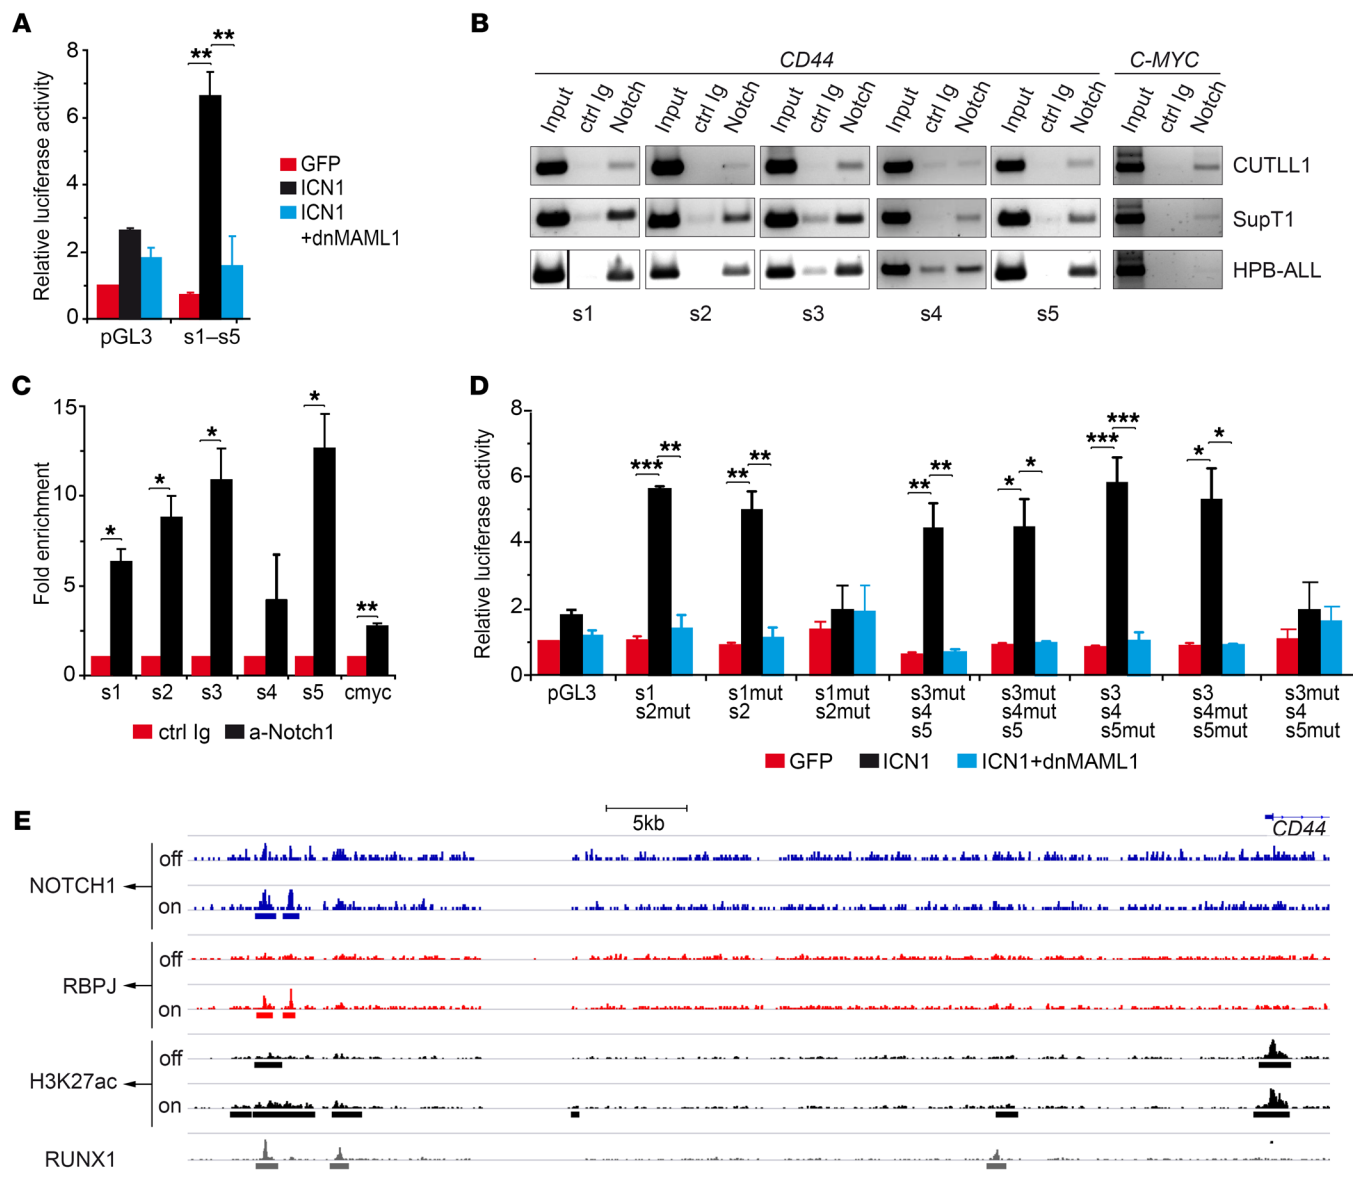 A
Relative luciferase activity
8
6
4
2
0
**
**
pGL3
s1–s5
GFP
ICN1
ICN1
+dnMAML1
B
CD44
C-MYC
Input
ctrl Ig
Notch
Input
ctrl Ig
Notch
Input
ctrl Ig
Notch
Input
ctrl Ig
Notch
Input
ctrl Ig
Notch
Input
ctrl Ig
Notch
CUTLL1
SupT1
HPB-ALL
s1
s2
s3
s4
s5
C
Fold enrichment
15
10
5
0
*
*
*
*
**
s1
s2
s3
s4
s5
cmyc
ctrl Ig
a-Notch1
D
Relative luciferase activity
8
6
4
2
0
***
**
**
**
**
**
*
*
***
***
*
*
pGL3
s1
s2mut
s1mut
s2
s1mut
s2mut
s3mut
s4
s5
s3mut
s4mut
s5
s3
s4
s5mut
s3
s4mut
s5mut
s3mut
s4
s5mut
GFP
ICN1
ICN1+dnMAML1
E
5kb
CD44
NOTCH1
off
on
RBPJ
off
on
H3K27ac
off
on
RUNX1